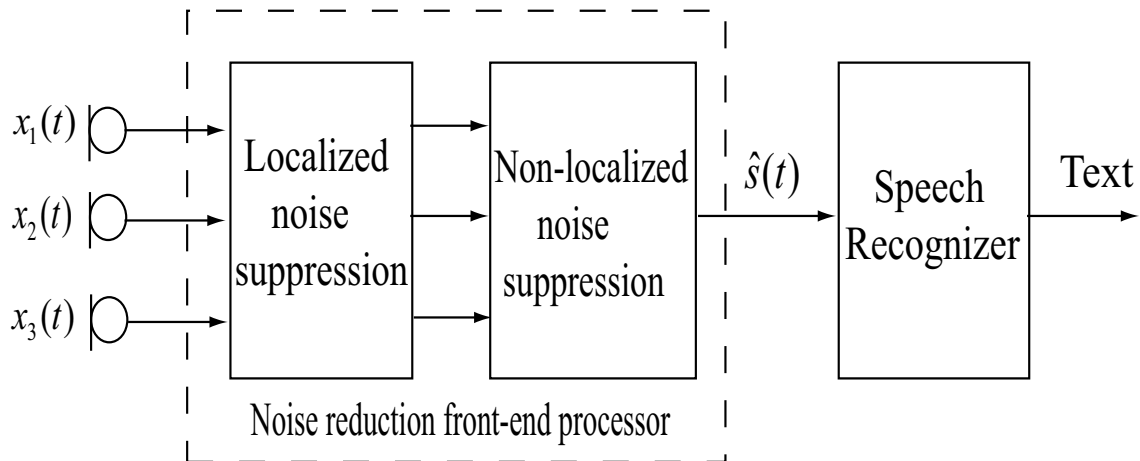 x₁(t)
x₂(t)
x₃(t)
Localized
noise
suppression
Non-localized
noise
suppression
Noise reduction front-end processor
ŝ(t)
Speech
Recognizer
Text